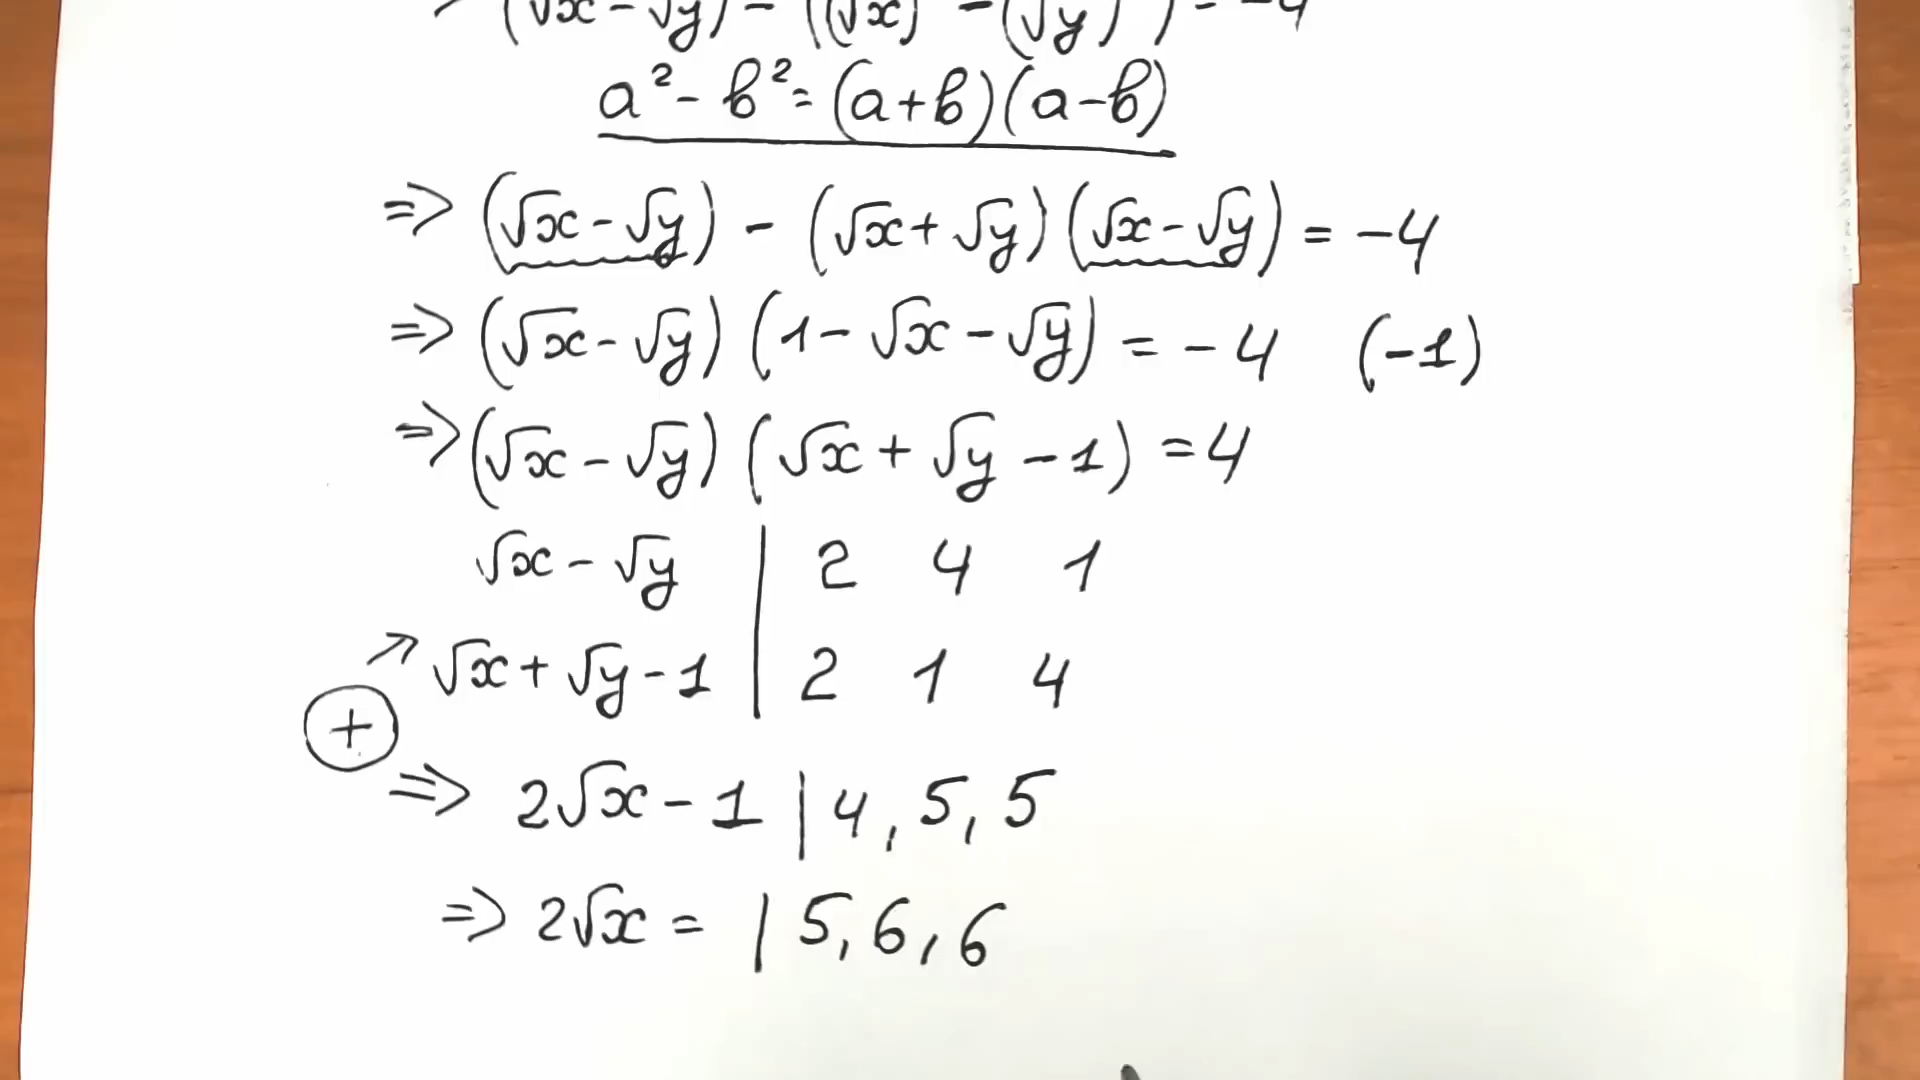 (√x - √y) - ((√x) - (√y) ) = -4
a² - b² = (a+b)(a-b)
=> (√x - √y) - (√x + √y)(√x - √y) = -4
=> (√x - √y) (1 - √x - √y) = -4 (-1)
=> (√x - √y) (√x + √y - 1) = 4
√x - √y | 2 4 1
√x + √y - 1 | 2 1 4
+
=> 2√x - 1 | 4, 5, 5
=> 2√x = | 5, 6, 6